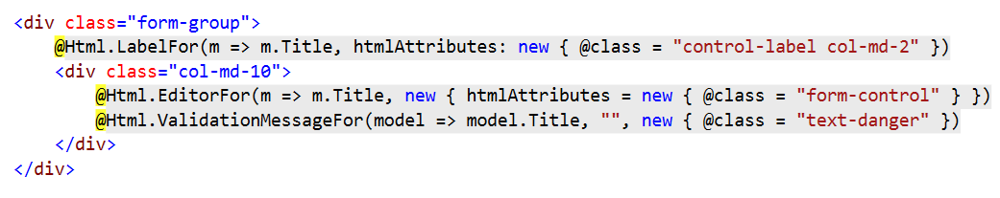 <div class="form-group">
    @Html.LabelFor(m => m.Title, htmlAttributes: new { @class = "control-label col-md-2" })
    <div class="col-md-10">
        @Html.EditorFor(m => m.Title, new { htmlAttributes = new { @class = "form-control" } })
        @Html.ValidationMessageFor(model => model.Title, "", new { @class = "text-danger" })
    </div>
</div>